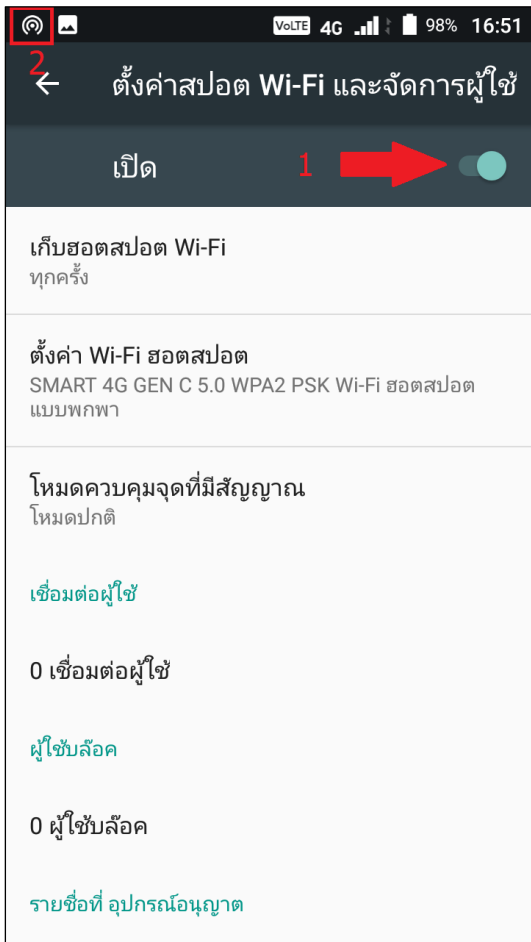 VoLTE 4G 98% 16:51
2
ตั้งค่าสปอต Wi-Fi และจัดการผู้ใช้
เปิด 1
เก็บฮอตสปอต Wi-Fi
ทุกครั้ง
ตั้งค่า Wi-Fi ฮอตสปอต
SMART 4G GEN C 5.0 WPA2 PSK Wi-Fi ฮอตสปอต
แบบพกพา
โหมดควบคุมจุดที่มีสัญญาณ
โหมดปกติ
เชื่อมต่อผู้ใช้
0 เชื่อมต่อผู้ใช้
ผู้ใช้บล๊อค
0 ผู้ใช้บล๊อค
รายชื่อที่ อุปกรณ์อนุญาต